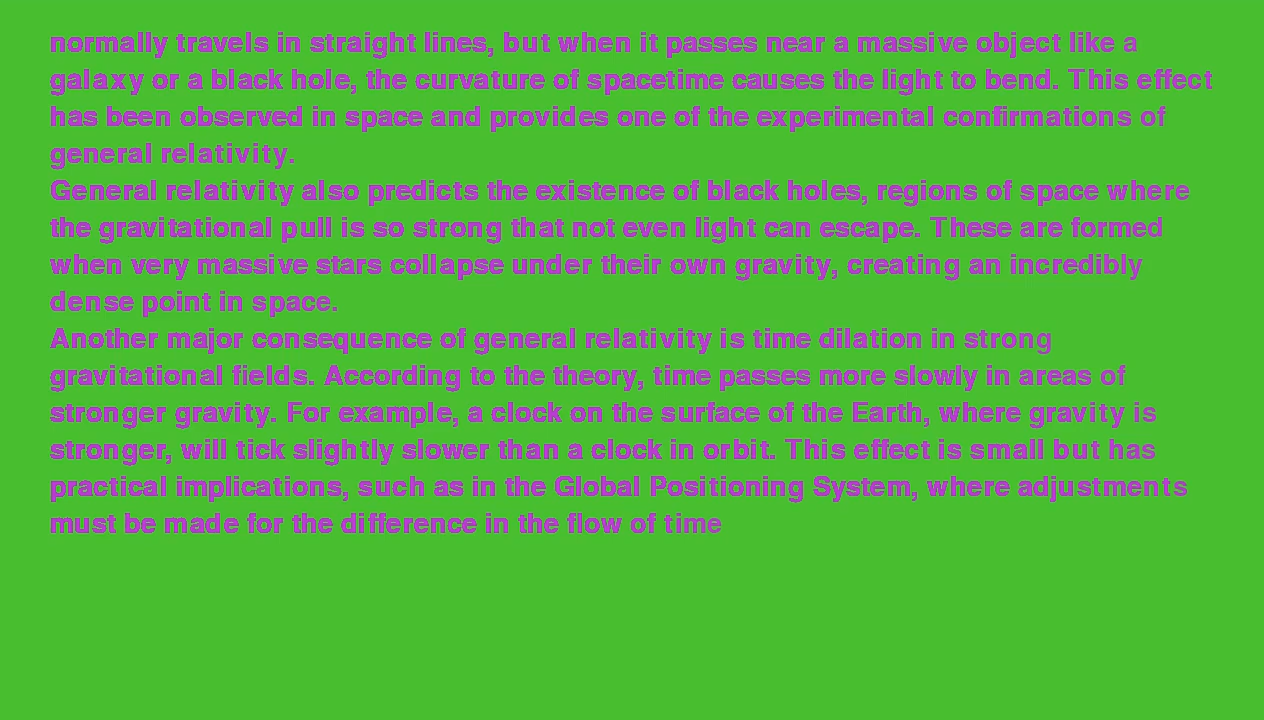 normally travels in straight lines, but when it passes near a massive object like a
galaxy or a black hole, the curvature of spacetime causes the light to bend. This effect
has been observed in space and provides one of the experimental confirmations of
general relativity.
General relativity also predicts the existence of black holes, regions of space where
the gravitational pull is so strong that not even light can escape. These are formed
when very massive stars collapse under their own gravity, creating an incredibly
dense point in space.
Another major consequence of general relativity is time dilation in strong
gravitational fields. According to the theory, time passes more slowly in areas of
stronger gravity. For example, a clock on the surface of the Earth, where gravity is
stronger, will tick slightly slower than a clock in orbit. This effect is small but has
practical implications, such as in the Global Positioning System, where adjustments
must be made for the difference in the flow of time